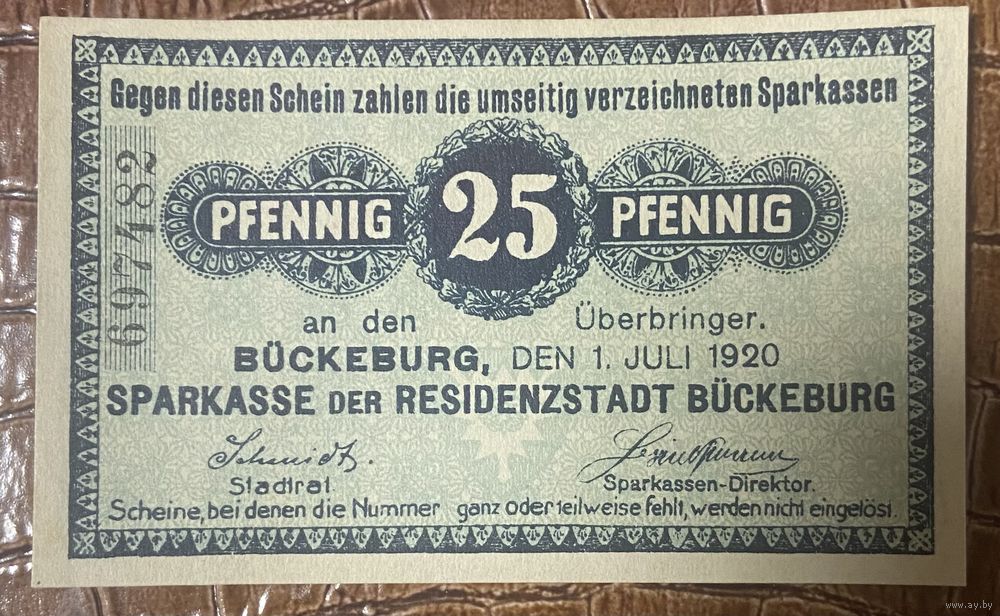 Gegen diesen Schein zahlen die umseitig verzeichneten Sparkassen
697482
PFENNIG 25 PFENNIG
an den Überbringer.
BÜCKEBURG, DEN 1. JULI 1920
SPARKASSE DER RESIDENZSTADT BÜCKEBURG
Schmidt.
Stadtrat Sparkassen-Direktor.
Scheine, bei denen die Nummer ganz oder teilweise fehlt, werden nicht eingelöst.
www.ay.by